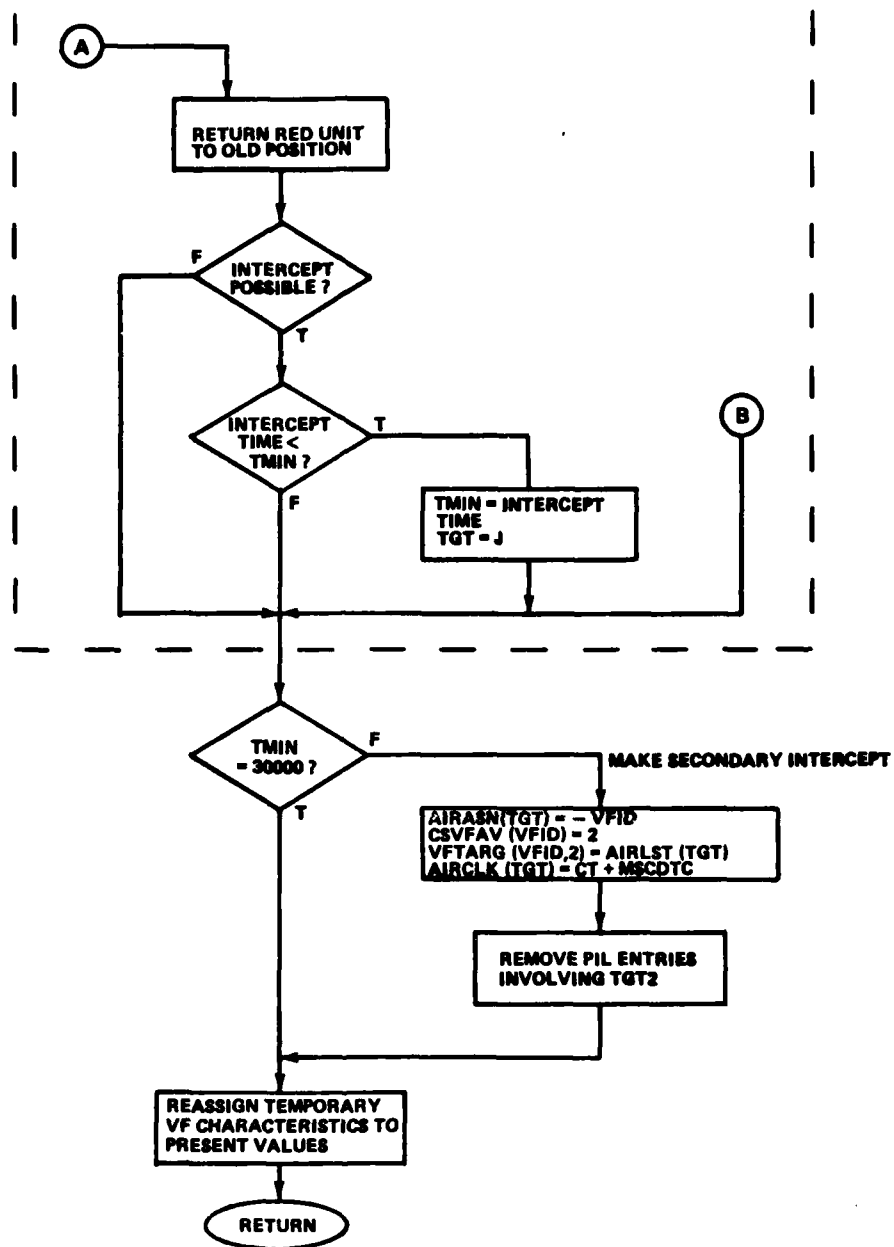 A
RETURN RED UNIT
TO OLD POSITION
F
INTERCEPT
POSSIBLE ?
T
INTERCEPT
TIME <
TMIN ?
T
F
B
TMIN = INTERCEPT
TIME
TGT = J
TMIN
= 30000 ?
F
T
MAKE SECONDARY INTERCEPT
AIRASN(TGT) = - VFID
CSVFAV (VFID) = 2
VFTARG (VFID,2) = AIRLST (TGT)
AIRCLK (TGT) = CT + MSCDTC
REMOVE PIL ENTRIES
INVOLVING TGT2
REASSIGN TEMPORARY
VF CHARACTERISTICS TO
PRESENT VALUES
RETURN